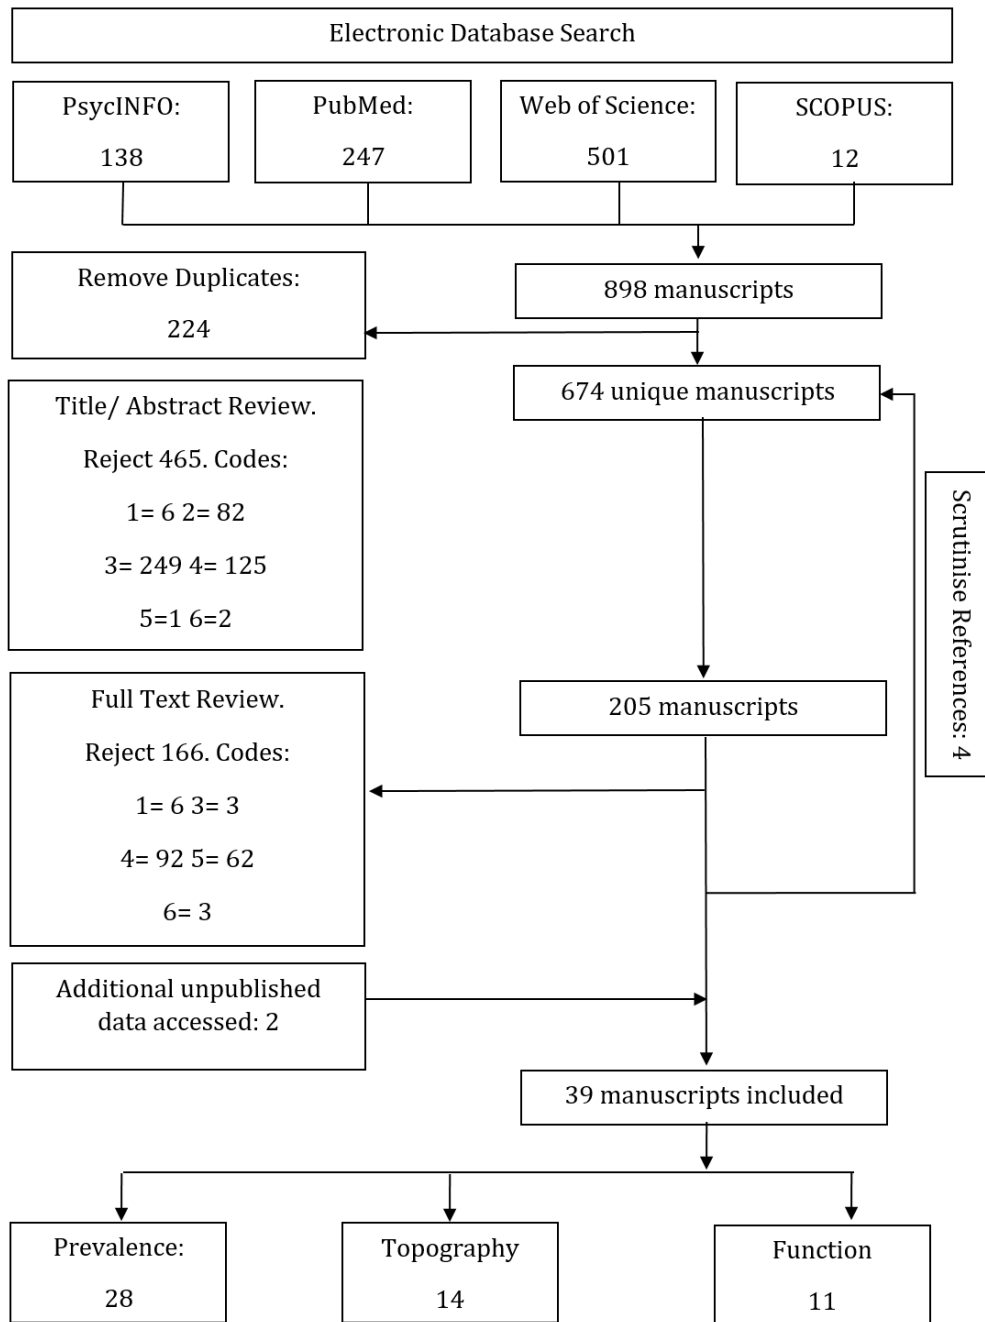 Electronic Database Search
PsycINFO:
138
PubMed:
247
Web of Science:
501
SCOPUS:
12
Remove Duplicates:
224
898 manuscripts
674 unique manuscripts
Title/ Abstract Review.
Reject 465. Codes:
1= 6 2= 82
3= 249 4= 125
5=1 6=2
Scrutinise References: 4
205 manuscripts
Full Text Review.
Reject 166. Codes:
1= 6 3= 3
4= 92 5= 62
6= 3
Additional unpublished
data accessed: 2
39 manuscripts included
Prevalence:
28
Topography
14
Function
11